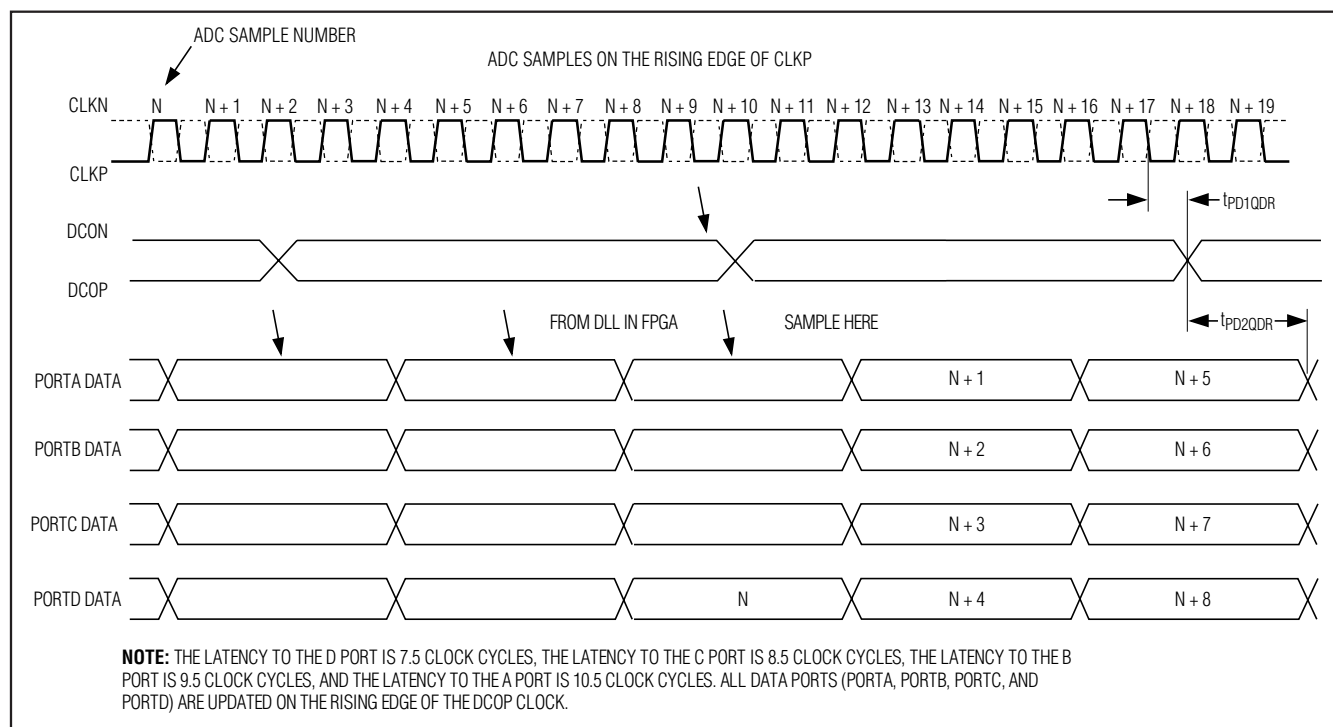 ADC SAMPLE NUMBER
ADC SAMPLES ON THE RISING EDGE OF CLKP
CLKN
N N + 1 N + 2 N + 3 N + 4 N + 5 N + 6 N + 7 N + 8 N + 9 N + 10 N + 11 N + 12 N + 13 N + 14 N + 15 N + 16 N + 17 N + 18 N + 19
CLKP
tPD1QDR
DCON
DCOP
FROM DLL IN FPGA SAMPLE HERE
tPD2QDR
PORTA DATA N + 1 N + 5
PORTB DATA N + 2 N + 6
PORTC DATA N + 3 N + 7
PORTD DATA N N + 4 N + 8
NOTE: THE LATENCY TO THE D PORT IS 7.5 CLOCK CYCLES, THE LATENCY TO THE C PORT IS 8.5 CLOCK CYCLES, THE LATENCY TO THE B
PORT IS 9.5 CLOCK CYCLES, AND THE LATENCY TO THE A PORT IS 10.5 CLOCK CYCLES. ALL DATA PORTS (PORTA, PORTB, PORTC, AND
PORTD) ARE UPDATED ON THE RISING EDGE OF THE DCOP CLOCK.